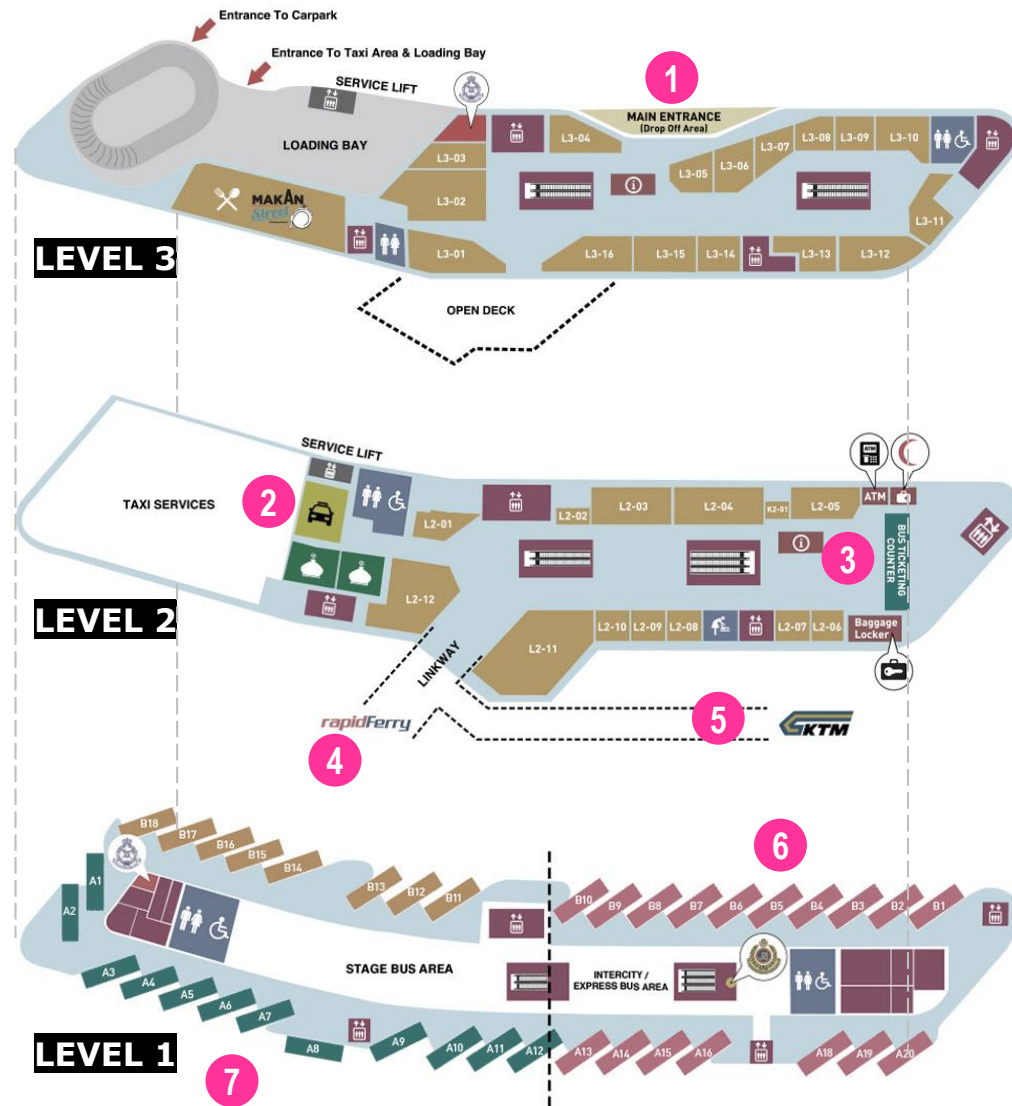 Entrance To Carpark
Entrance To Taxi Area & Loading Bay
SERVICE LIFT
1
MAIN ENTRANCE
(Drop Off Area)
LOADING BAY
L3-03
L3-04
L3-05
L3-06
L3-07
L3-08
L3-09
L3-10
MAKAN
Street
L3-02
i
L3-11
L3-01
L3-16
L3-15
L3-14
L3-13
L3-12
LEVEL 3
OPEN DECK
SERVICE LIFT
ATM
TAXI SERVICES
2
L2-01
L2-02
L2-03
L2-04
K2-01
L2-05
ATM
i
3
BUS TICKETING
COUNTER
L2-12
LEVEL 2
L2-11
L2-10
L2-09
L2-08
L2-07
L2-06
Baggage
Locker
LINKWAY
rapidFerry
4
5
KTM
6
B18
B17
B16
B15
B14
B13
B12
B11
B10
B9
B8
B7
B6
B5
B4
B3
B2
B1
A1
A2
STAGE BUS AREA
INTERCITY /
EXPRESS BUS AREA
A3
A4
A5
A6
A7
A8
A9
A10
A11
A12
A13
A14
A15
A16
A18
A19
A20
LEVEL 1
7